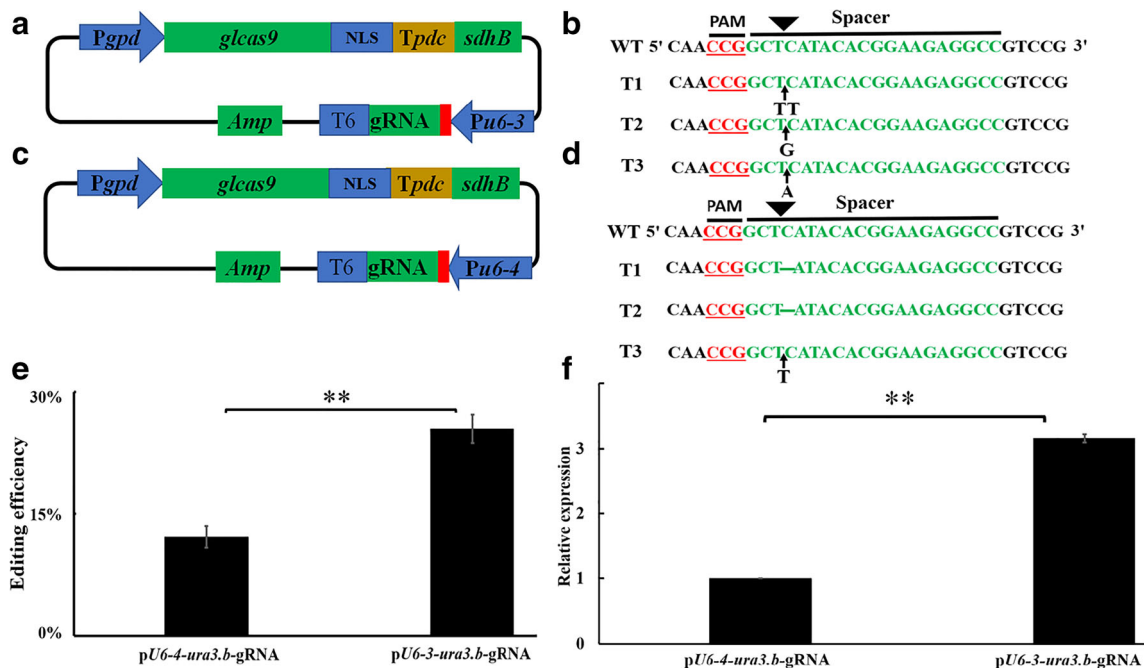 a
Pgpd glcas9 NLS Tpdc sdhB
Amp T6 gRNA Pu6-3
b
PAM Spacer
WT 5' CAACCGGCTCATACACGGAAGAGGCCGTCCG 3'
T1 CAACCGGCTCATACACGGAAGAGGCCGTCCG
TT
T2 CAACCGGCTCATACACGGAAGAGGCCGTCCG
G
T3 CAACCGGCTCATACACGGAAGAGGCCGTCCG
A
c
Pgpd glcas9 NLS Tpdc sdhB
Amp T6 gRNA Pu6-4
d
PAM Spacer
WT 5' CAACCGGCTCATACACGGAAGAGGCCGTCCG 3'
T1 CAACCGGCT—ATACACGGAAGAGGCCGTCCG
T2 CAACCGGCT—ATACACGGAAGAGGCCGTCCG
T3 CAACCGGCTCATACACGGAAGAGGCCGTCCG
T
e
Editing efficiency
30%
15%
0%
**
pU6-4-ura3.b-gRNA pU6-3-ura3.b-gRNA
f
Relative expression
3
2
1
0
**
pU6-4-ura3.b-gRNA pU6-3-ura3.b-gRNA